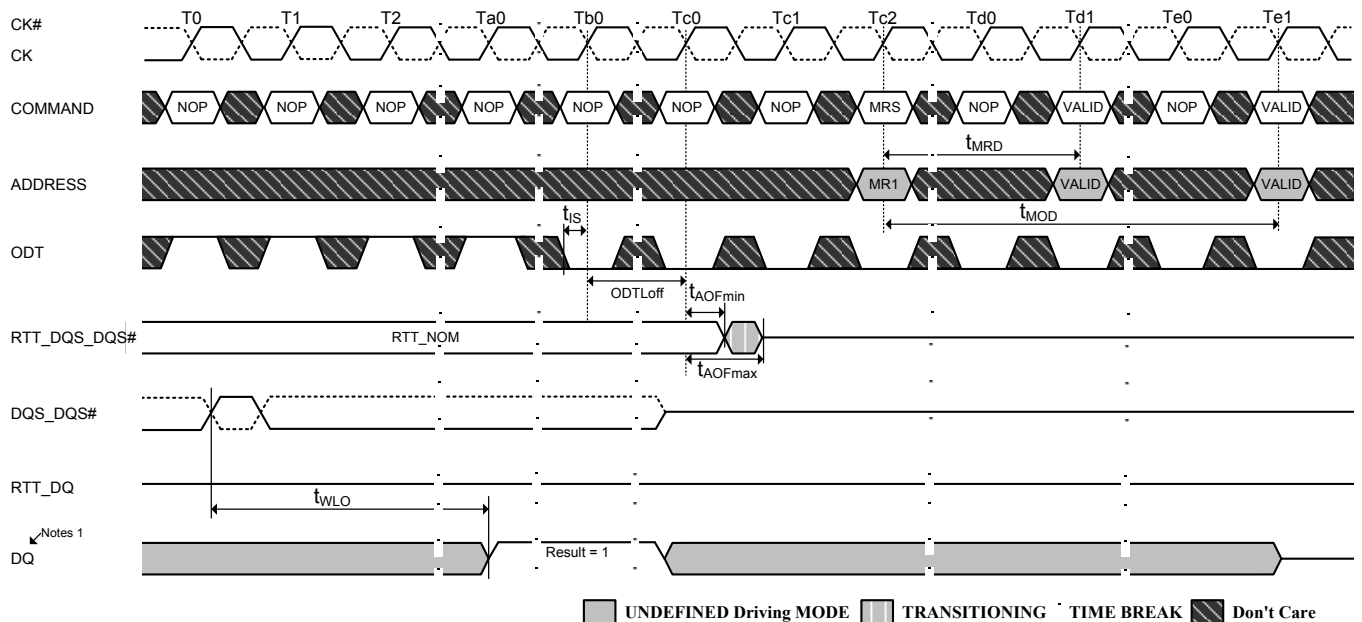 T0 T1 T2 Ta0 Tb0 Tc0 Tc1 Tc2 Td0 Td1 Te0 Te1
CK#
CK
COMMAND NOP NOP NOP NOP NOP NOP NOP MRS NOP VALID NOP VALID
tMRD
ADDRESS MR1 VALID VALID
tIS
tMOD
ODT
ODTLoff
tAOFmin
RTT_DQS_DQS# RTT_NOM
tAOFmax
DQS_DQS#
RTT_DQ
tWLO
Notes 1
DQ Result = 1
UNDEFINED Driving MODE TRANSITIONING TIME BREAK Don't Care